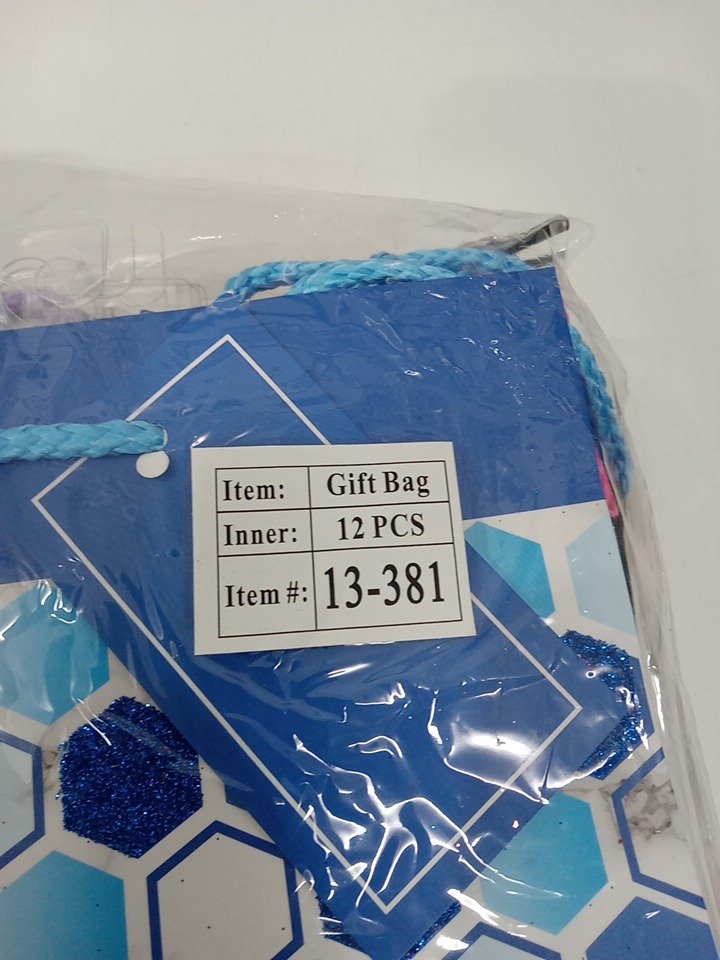 Item: Gift Bag
Inner: 12 PCS
Item #: 13-381